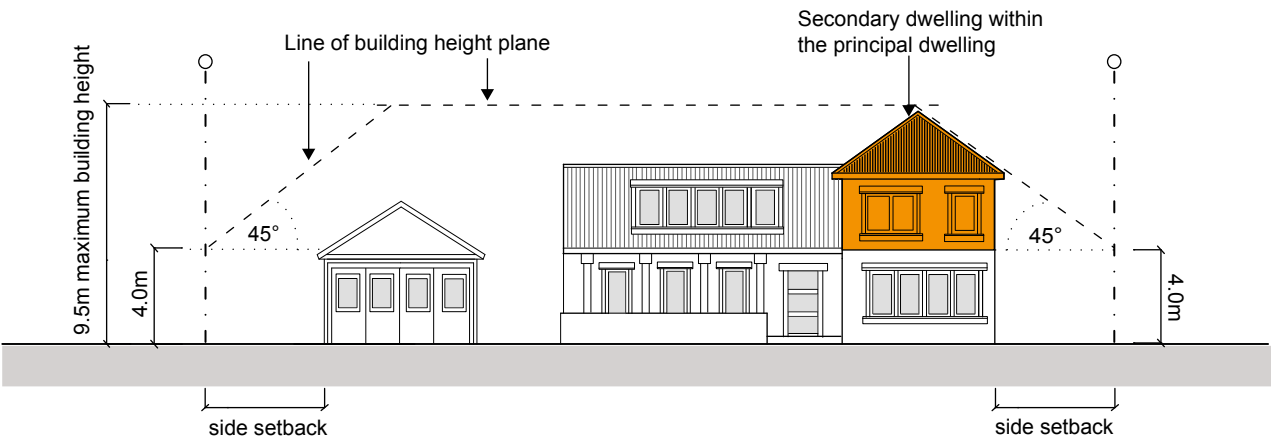 Secondary dwelling within
the principal dwelling
Line of building height plane
9.5m maximum building height
4.0m
45°
45°
4.0m
side setback
side setback